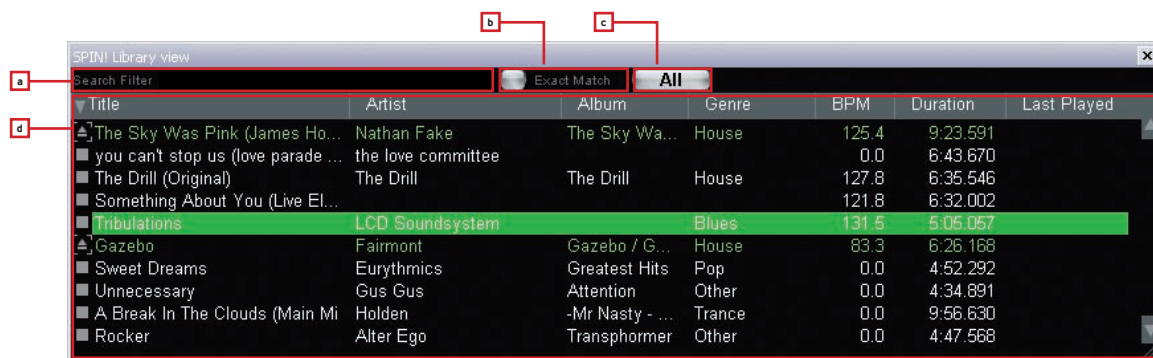 b c
SPIN! Library view
a Search Filter Exact Match All
Title Artist Album Genre BPM Duration Last Played
d
The Sky Was Pink (James Ho... Nathan Fake The Sky Wa... House 125.4 9:23.591
you can't stop us (love parade ... the love committee 0.0 6:43.670
The Drill (Original) The Drill The Drill House 127.8 6:35.546
Something About You (Live El... 121.8 6:32.002
Tribulations LCD Soundsystem Blues 131.5 5:05.057
Gazebo Fairmont Gazebo / G... House 83.3 6:26.168
Sweet Dreams Eurythmics Greatest Hits Pop 0.0 4:52.292
Unnecessary Gus Gus Attention Other 0.0 4:34.891
A Break In The Clouds (Main Mi Holden -Mr Nasty - ... Trance 0.0 9:56.630
Rocker Alter Ego Transphormer Other 0.0 4:47.568